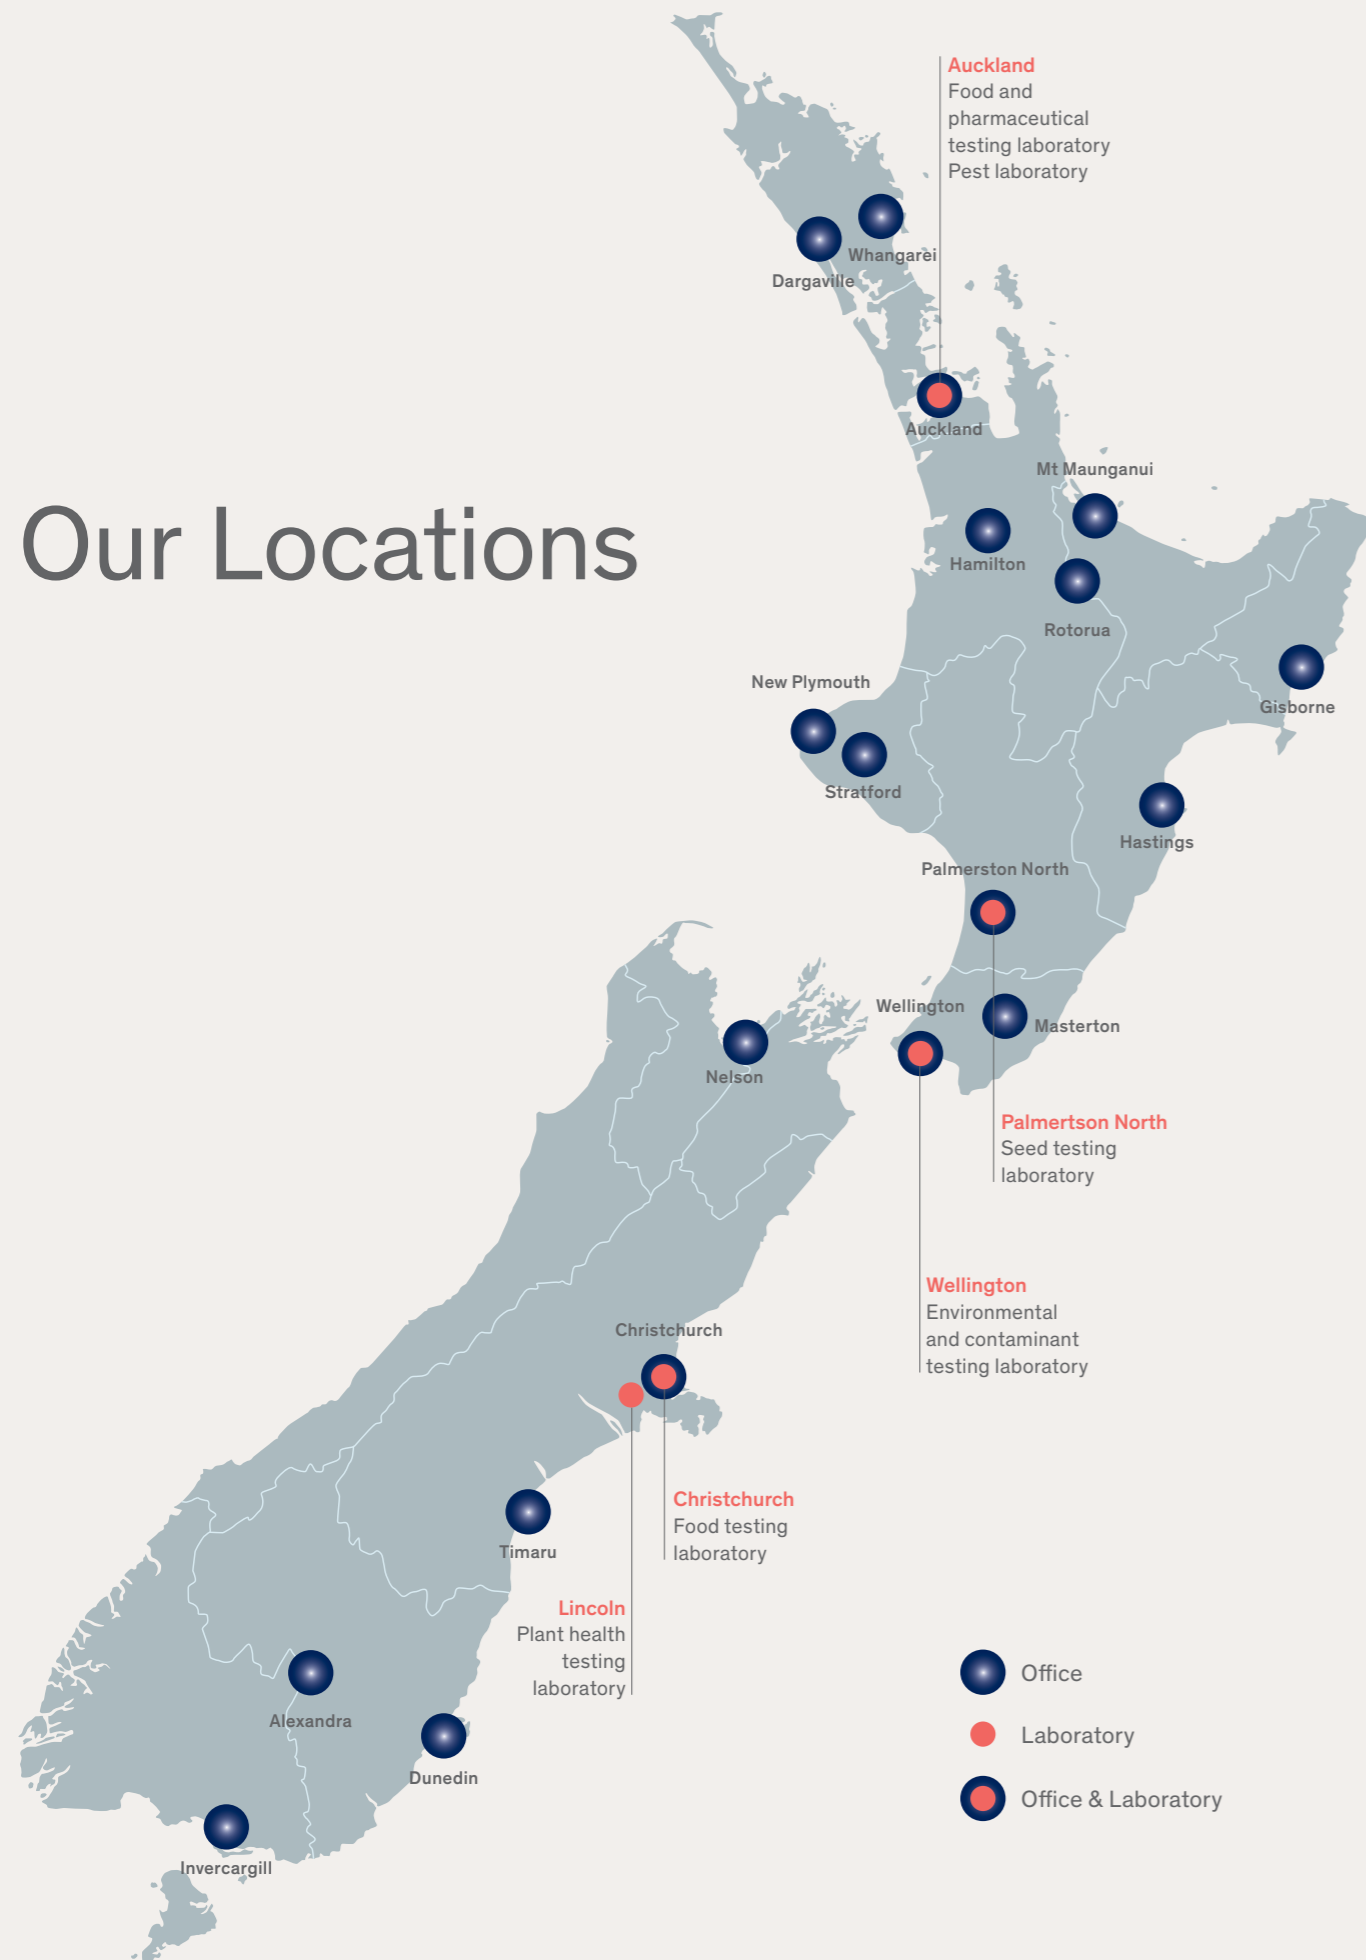 Auckland
Food and
pharmaceutical
testing laboratory
Pest laboratory
Whangarei
Dargaville
Auckland
Mt Maunganui
Our Locations
Hamilton
Rotorua
New Plymouth
Gisborne
Stratford
Hastings
Palmerston North
Wellington
Masterton
Nelson
Palmertson North
Seed testing
laboratory
Wellington
Environmental
and contaminant
testing laboratory
Christchurch
Christchurch
Food testing
laboratory
Timaru
Lincoln
Plant health
testing
laboratory
Office
Alexandra
Laboratory
Dunedin
Office & Laboratory
Invercargill